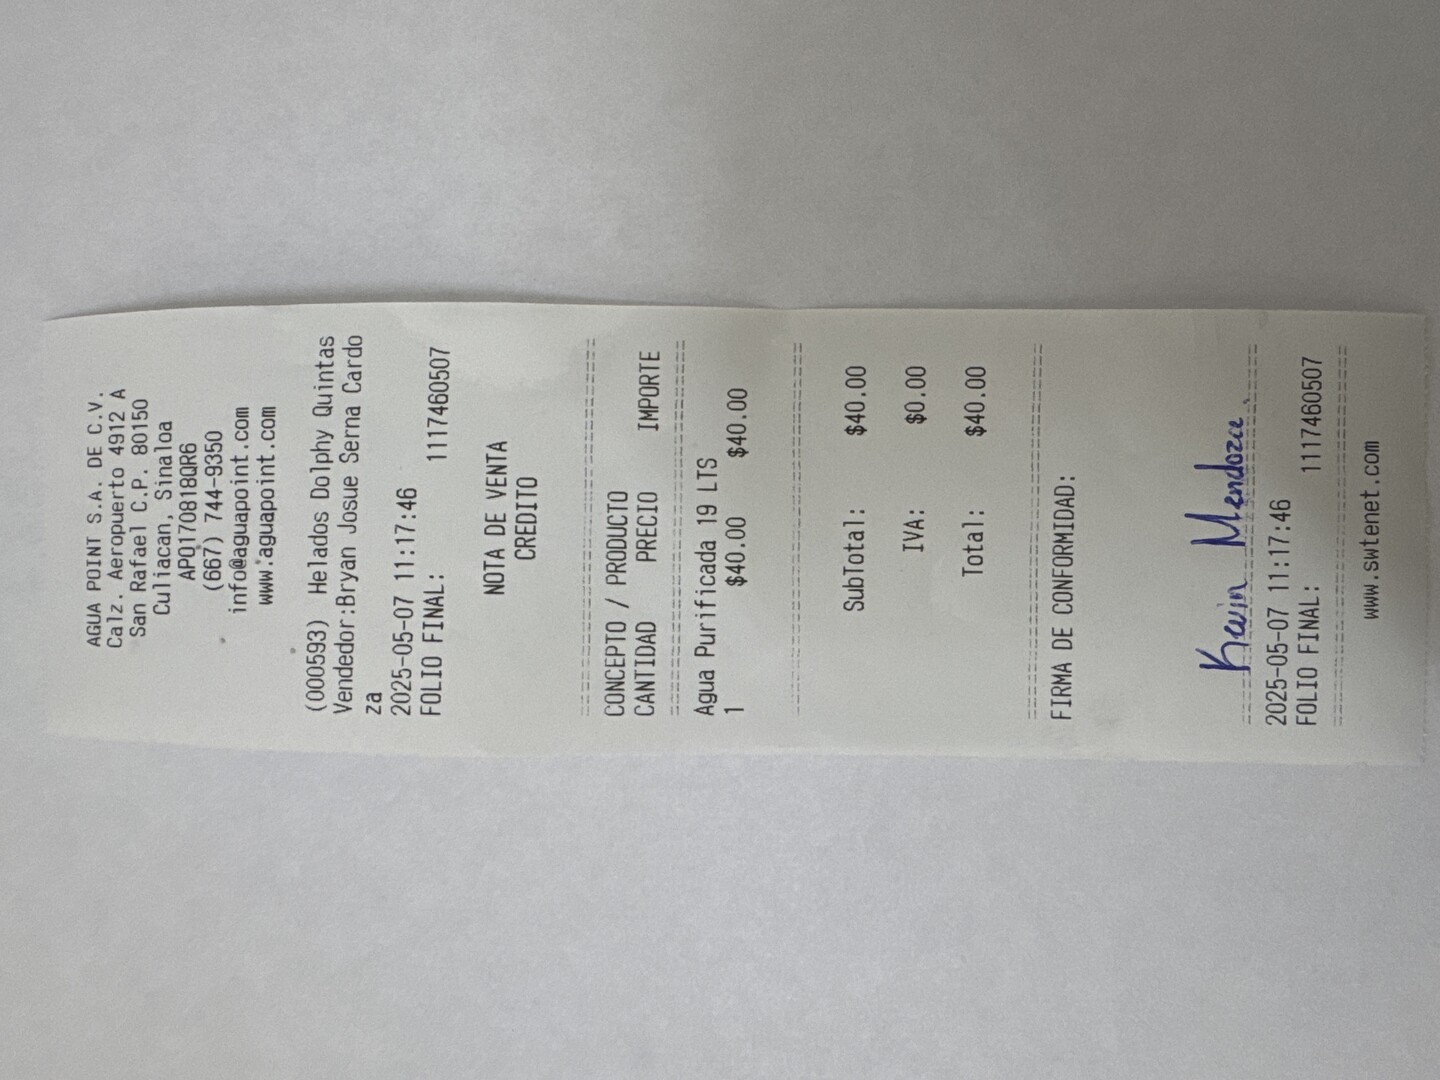 AGUA POINT S.A. DE C.V.
Calz. Aeropuerto 4912 A
San Rafael C.P. 80150
Culiacan, Sinaloa
APQ170818QR6
(667) 744-9350
info@aguapoint.com
www.aguapoint.com
(000593) Helados Dolphy Quintas
Vendedor:Bryan Josue Serna Cardo
za
2025-05-07 11:17:46
FOLIO FINAL: 1117460507
NOTA DE VENTA
CREDITO
CONCEPTO / PRODUCTO
CANTIDAD PRECIO IMPORTE
Agua Purificada 19 LTS
1 $40.00 $40.00
SubTotal: $40.00
IVA: $0.00
Total: $40.00
FIRMA DE CONFORMIDAD:
Kevin Mendoza.
2025-05-07 11:17:46
FOLIO FINAL: 1117460507
www.swtenet.com